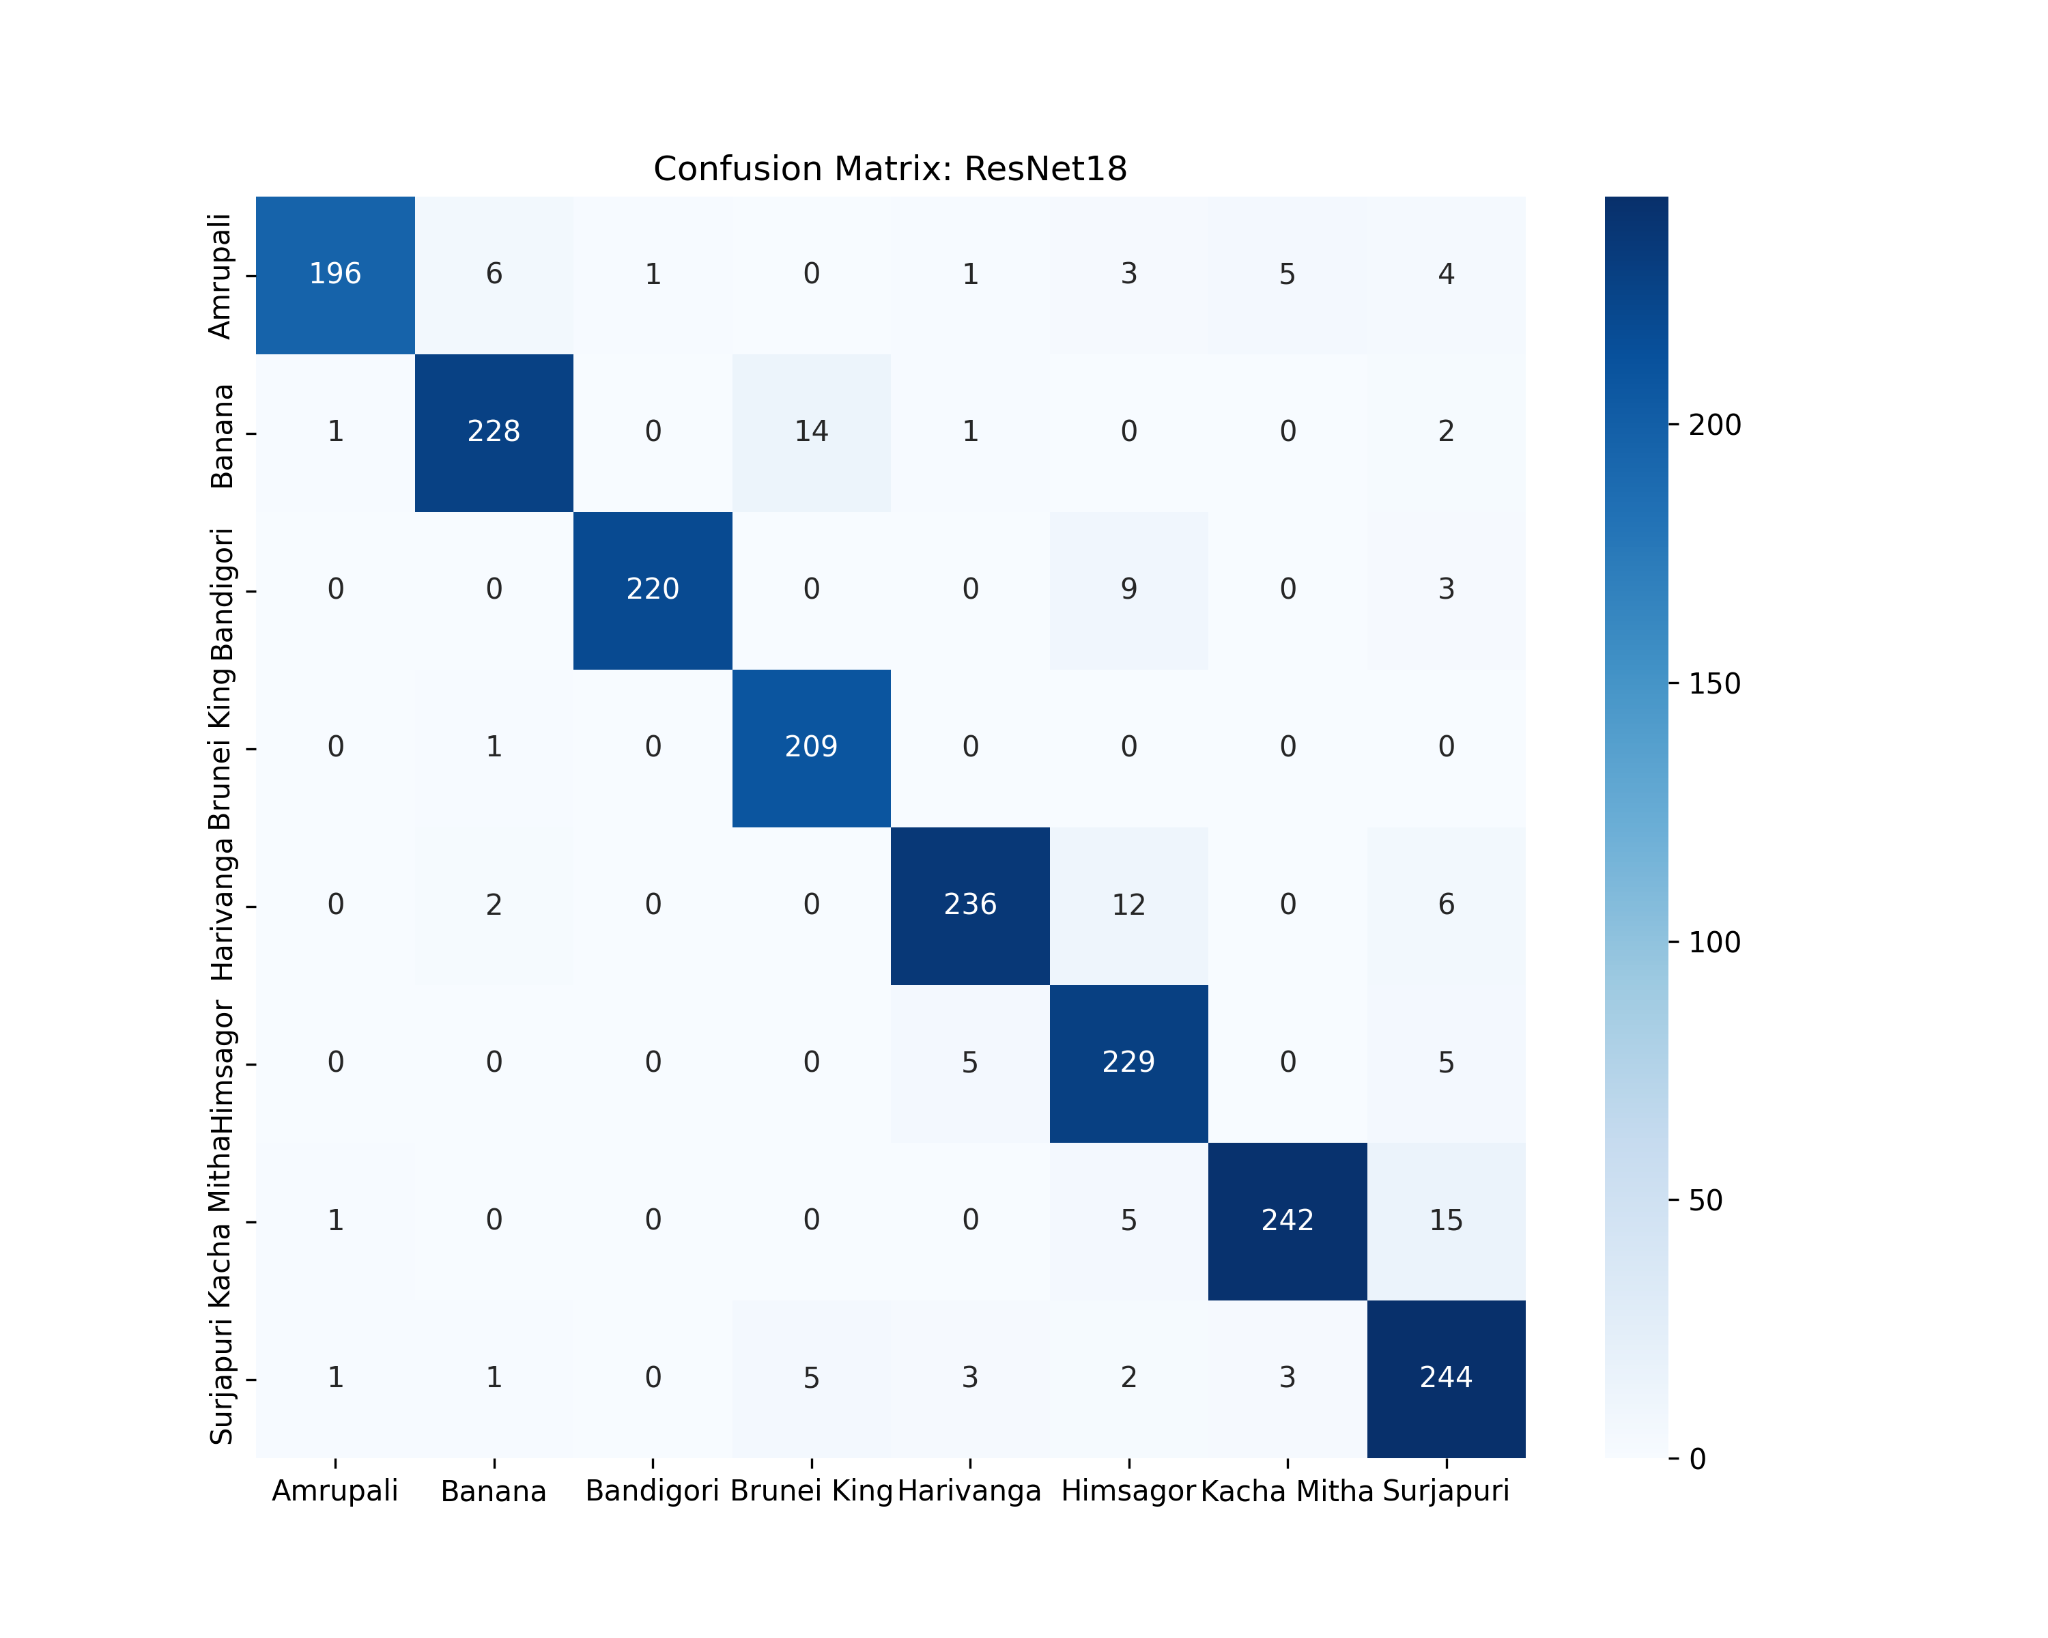 Confusion Matrix: ResNet18
Amrupali 196 6 1 0 1 3 5 4
Banana 1 228 0 14 1 0 0 2
Bandigori 0 0 220 0 0 9 0 3
Brunei King 0 1 0 209 0 0 0 0
Harivanga 0 2 0 0 236 12 0 6
Himsagor 0 0 0 0 5 229 0 5
Kacha Mitha 1 0 0 0 0 5 242 15
Surjapuri 1 1 0 5 3 2 3 244
Amrupali Banana Bandigori Brunei King Harivanga Himsagor Kacha Mitha Surjapuri
200
150
100
50
0